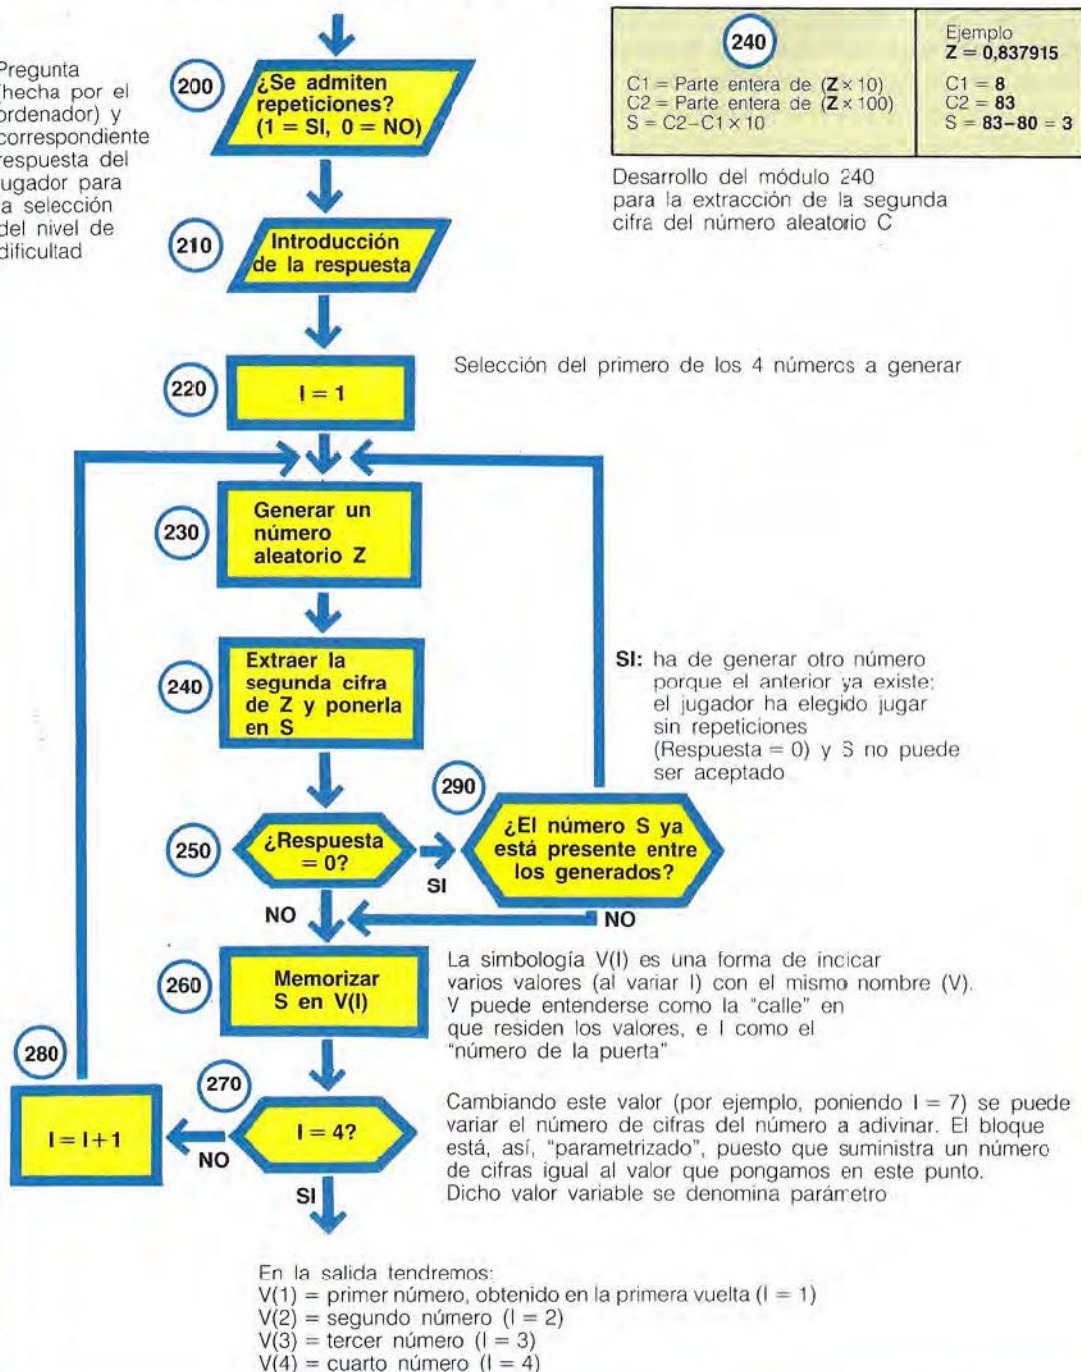 Pregunta
(hecha por el
ordenador) y
correspondiente
respuesta del
jugador para
la selección
del nivel de
dificultad
200
¿Se admiten
repeticiones?
(1 = SI, 0 = NO)
240
C1 = Parte entera de (Z × 10)
C2 = Parte entera de (Z × 100)
S = C2-C1 × 10
Ejemplo
Z = 0,837915
C1 = 8
C2 = 83
S = 83-80 = 3
Desarrollo del módulo 240
para la extracción de la segunda
cifra del número aleatorio C
210
Introducción
de la respuesta
220
I = 1
Selección del primero de los 4 números a generar
230
Generar un
número
aleatorio Z
240
Extraer la
segunda cifra
de Z y ponerla
en S
SI: ha de generar otro número
porque el anterior ya existe;
el jugador ha elegido jugar
sin repeticiones
(Respuesta = 0) y S no puede
ser aceptado
250
¿Respuesta
= 0?
SI
NO
290
¿El número S ya
está presente entre
los generados?
NO
260
Memorizar
S en V(I)
La simbología V(I) es una forma de incicar
varios valores (al variar I) con el mismo nombre (V).
V puede entenderse como la "calle" en
que residen los valores, e I como el
"número de la puerta"
280
I = I+1
270
I = 4?
NO
SI
Cambiando este valor (por ejemplo, poniendo I = 7) se puede
variar el número de cifras del número a adivinar. El bloque
está, así, "parametrizado", puesto que suministra un número
de cifras igual al valor que pongamos en este punto.
Dicho valor variable se denomina parámetro
En la salida tendremos:
V(1) = primer número, obtenido en la primera vuelta (I = 1)
V(2) = segundo número (I = 2)
V(3) = tercer número (I = 3)
V(4) = cuarto número (I = 4)